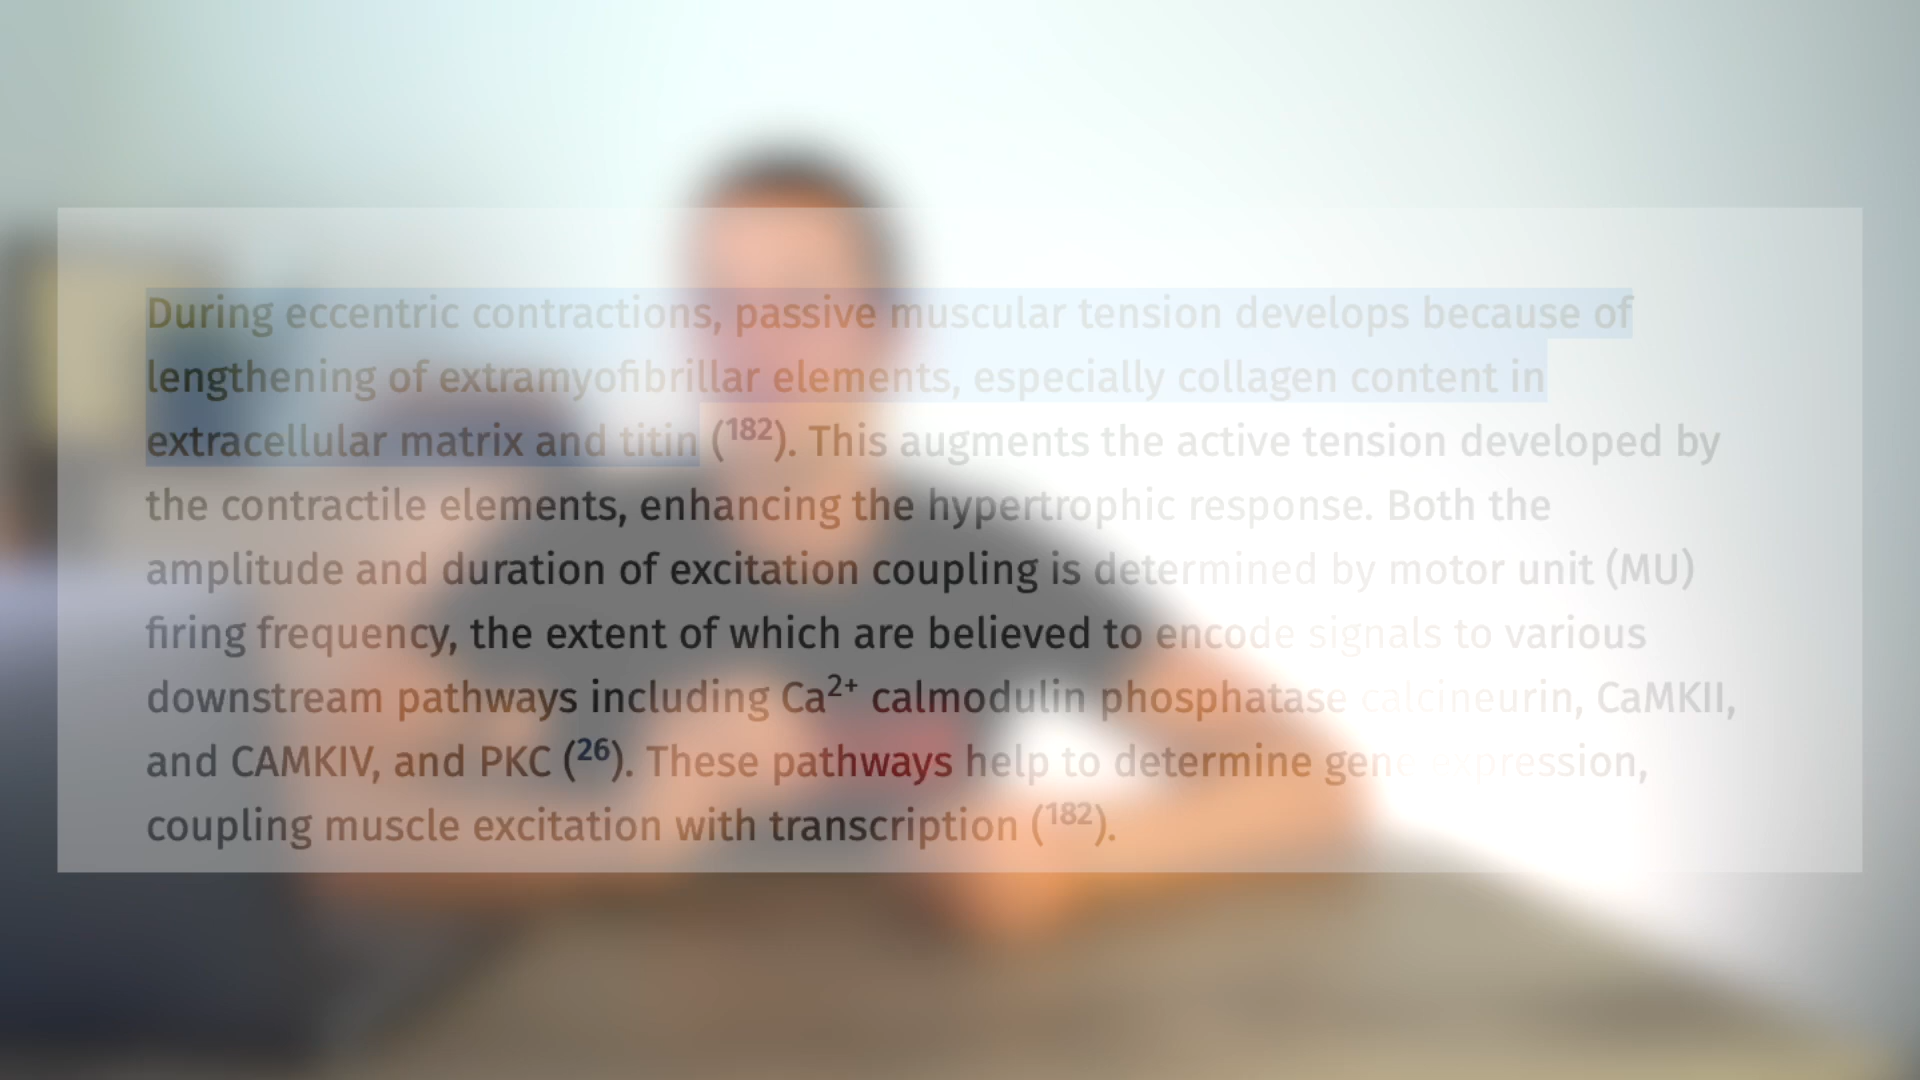 During eccentric contractions, passive muscular tension develops because of
lengthening of extramyofibrillar elements, especially collagen content in
extracellular matrix and titin (182). This augments the active tension developed by
the contractile elements, enhancing the hypertrophic response. Both the
amplitude and duration of excitation coupling is determined by motor unit (MU)
firing frequency, the extent of which are believed to encode signals to various
downstream pathways including Ca2+ calmodulin phosphatase calcineurin, CaMKII,
and CAMKIV, and PKC (26). These pathways help to determine gene expression,
coupling muscle excitation with transcription (182).